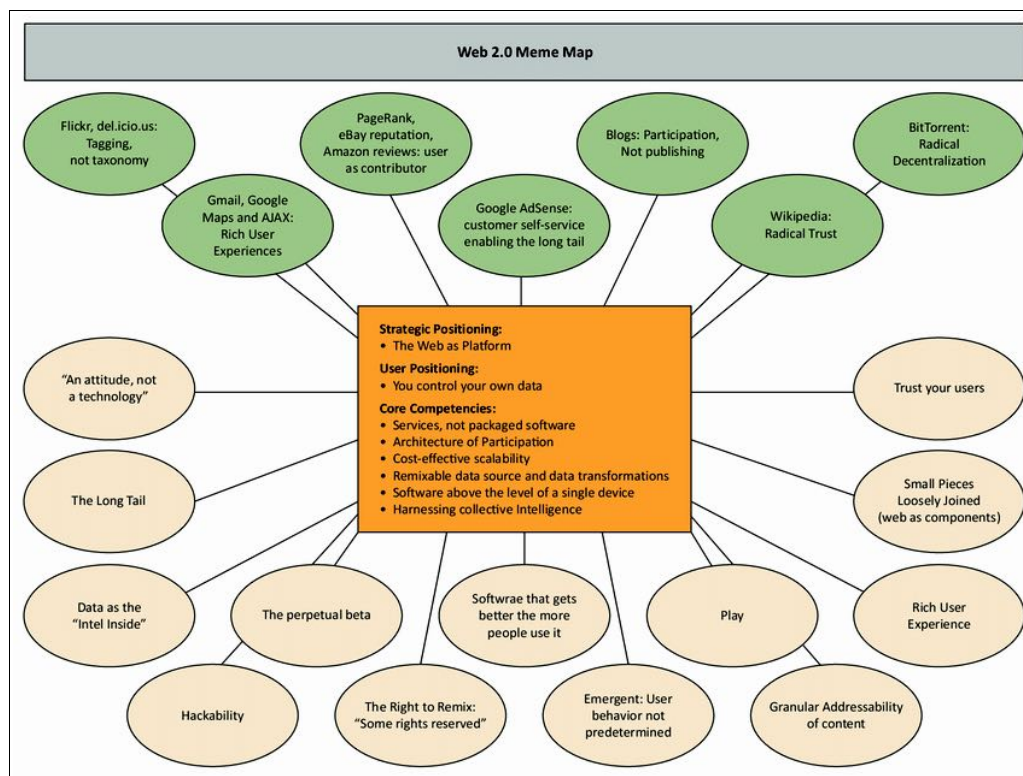 Web 2.0 Meme Map
Flickr, del.icio.us:
Tagging,
not taxonomy
PageRank,
eBay reputation,
Amazon reviews: user
as contributor
Blogs: Participation,
Not publishing
BitTorrent:
Radical
Decentralization
Gmail, Google
Maps and AJAX:
Rich User
Experiences
Google AdSense:
customer self-service
enabling the long tail
Wikipedia:
Radical Trust
Strategic Positioning:
• The Web as Platform
User Positioning:
• You control your own data
Core Competencies:
• Services, not packaged software
• Architecture of Participation
• Cost-effective scalability
• Remixable data source and data transformations
• Software above the level of a single device
• Harnessing collective Intelligence
“An attitude, not
a technology”
Trust your users
The Long Tail
Small Pieces
Loosely Joined
(web as components)
Data as the
“Intel Inside”
The perpetual beta
Softwrae that gets
better the more
people use it
Play
Rich User
Experience
Hackability
The Right to Remix:
“Some rights reserved”
Emergent: User
behavior not
predetermined
Granular Addressability
of content